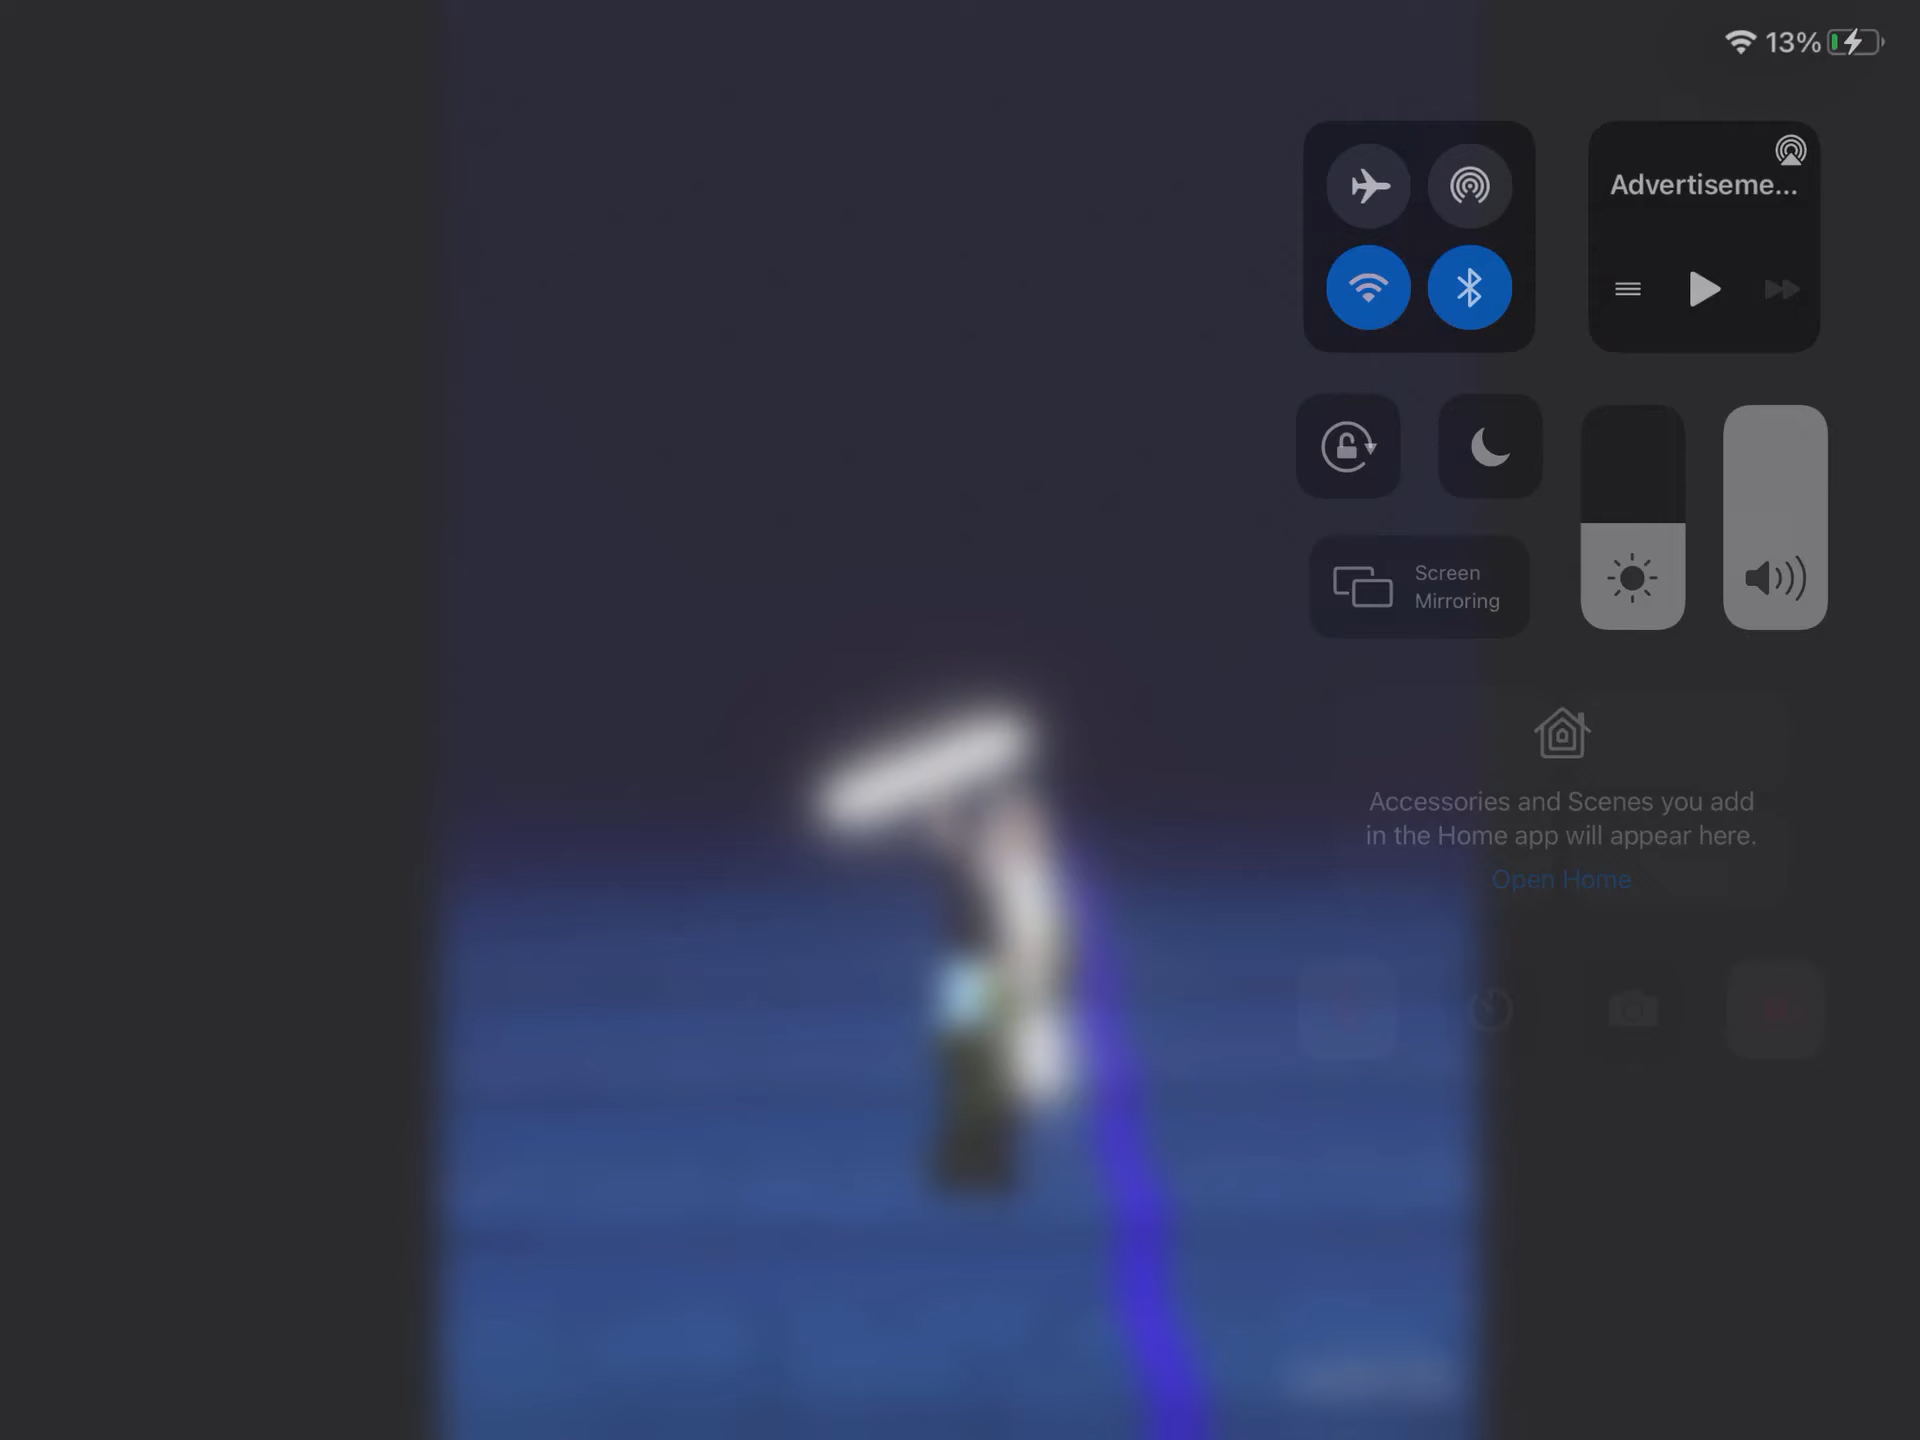 13%
Advertiseme...
Screen
Mirroring
Accessories and Scenes you add
in the Home app will appear here.
Open Home